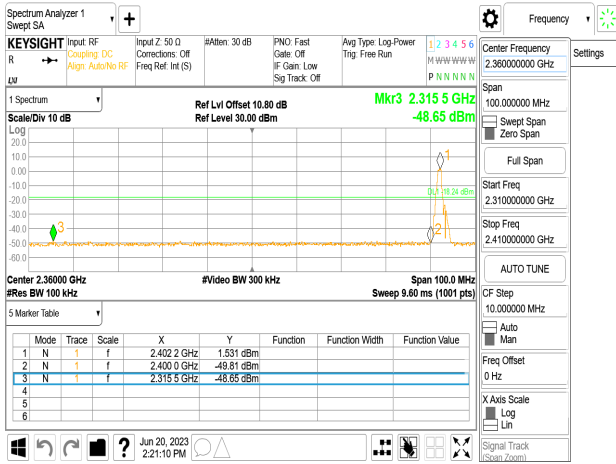 Spectrum Analyzer 1
Swept SA
Frequency
Settings
KEYSIGHT
R
LXI
Input: RF
Coupling: DC
Align: Auto/No RF
Input Z: 50 Ω
Corrections: Off
Freq Ref: Int (S)
#Atten: 30 dB
PNO: Fast
Gate: Off
IF Gain: Low
Sig Track: Off
Avg Type: Log-Power
Trig: Free Run
1 2 3 4 5 6
M W W W W W
P N N N N N
1 Spectrum
Scale/Div 10 dB
Ref Lvl Offset 10.80 dB
Ref Level 30.00 dBm
Mkr3 2.315 5 GHz
-48.65 dBm
Log
20.0
10.0
0.00
-10.0
-20.0
-30.0
-40.0
-50.0
-60.0
1
DL1 -18.24 dBm
3
2
Center 2.36000 GHz
#Video BW 300 kHz
Span 100.0 MHz
#Res BW 100 kHz
Sweep 9.60 ms (1001 pts)
5 Marker Table
Mode Trace Scale X Y Function Function Width Function Value
1 N 1 f 2.402 2 GHz 1.531 dBm
2 N 1 f 2.400 0 GHz -49.81 dBm
3 N 1 f 2.315 5 GHz -48.65 dBm
4
5
6
Jun 20, 2023
2:21:10 PM
?
Center Frequency
2.360000000 GHz
Span
100.000000 MHz
Swept Span
Zero Span
Full Span
Start Freq
2.310000000 GHz
Stop Freq
2.410000000 GHz
AUTO TUNE
CF Step
10.000000 MHz
Auto
Man
Freq Offset
0 Hz
X Axis Scale
Log
Lin
Signal Track
(Span Zoom)